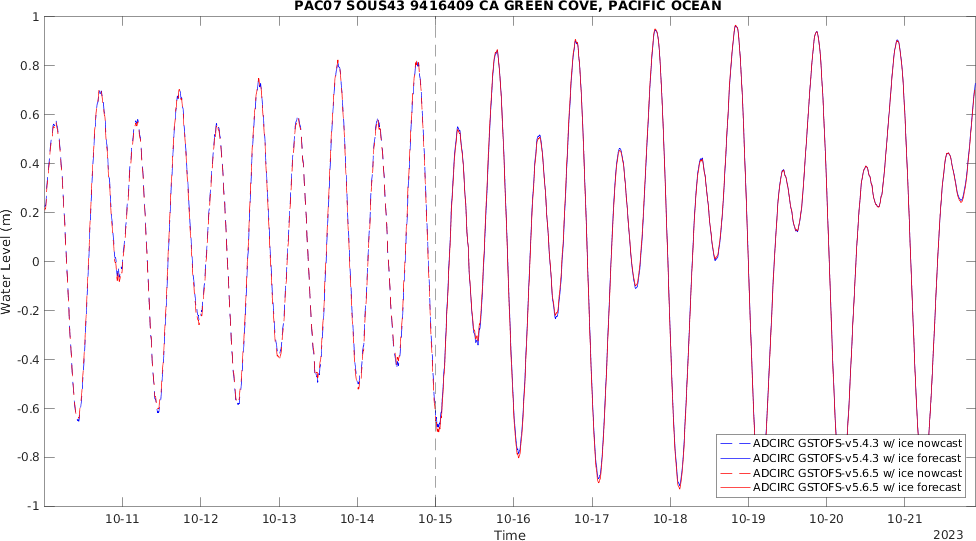 PAC07 SOUS43 9416409 CA GREEN COVE, PACIFIC OCEAN
1
0.8
0.6
0.4
0.2
0
-0.2
-0.4
-0.6
-0.8
-1
Water Level (m)
ADCIRC GSTOFS-v5.4.3 w/ ice nowcast
ADCIRC GSTOFS-v5.4.3 w/ ice forecast
ADCIRC GSTOFS-v5.6.5 w/ ice nowcast
ADCIRC GSTOFS-v5.6.5 w/ ice forecast
10-11 10-12 10-13 10-14 10-15 10-16 10-17 10-18 10-19 10-20 10-21
Time
2023